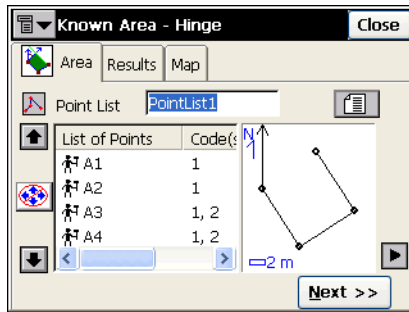 Known Area - Hinge Close
Area Results Map
Point List PointList1
List of Points Code(s
A1 1
A2 1
A3 1, 2
A4 1, 2
N
2 m
Next >>